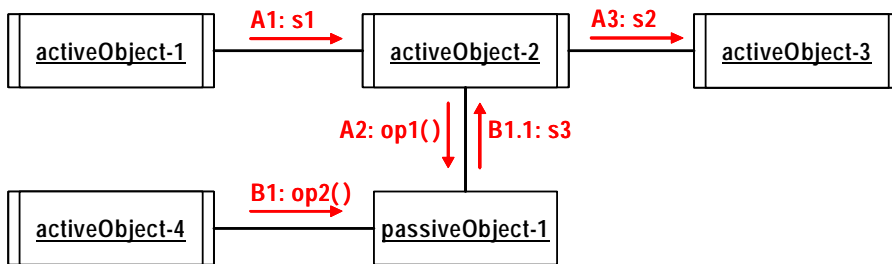 A1: s1
A3: s2
activeObject-1
activeObject-2
activeObject-3
A2: op1()
B1.1: s3
B1: op2()
activeObject-4
passiveObject-1